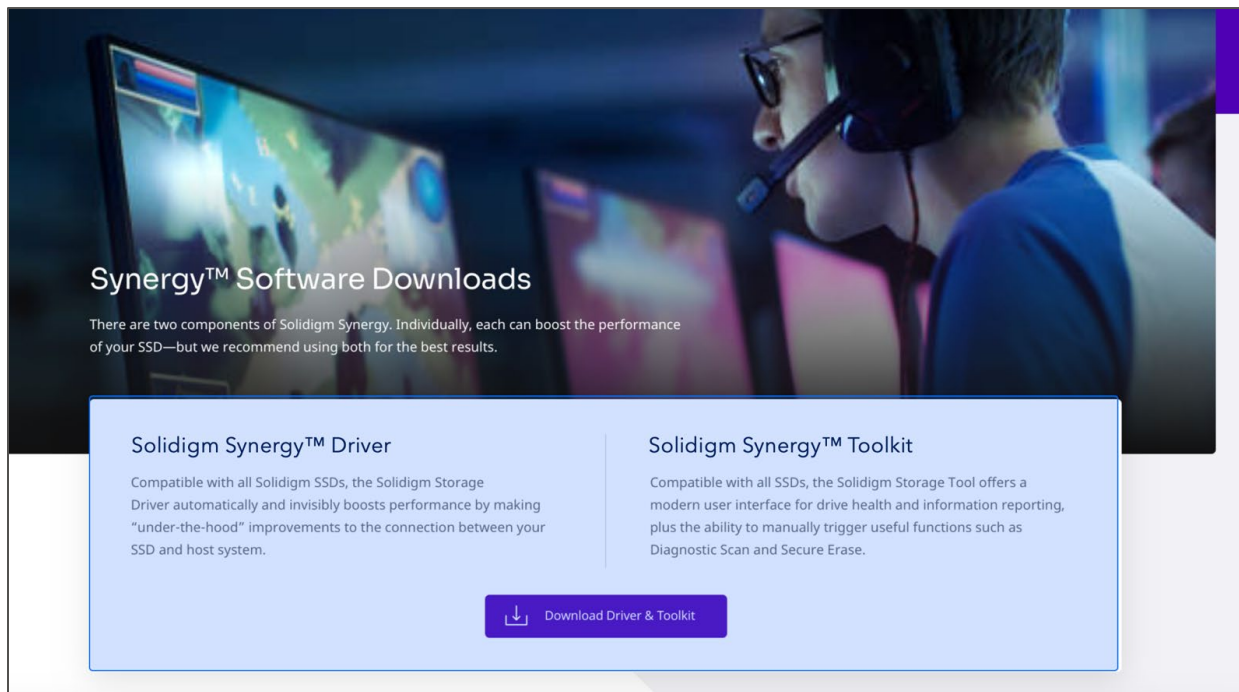 Synergy™ Software Downloads
There are two components of Solidigm Synergy. Individually, each can boost the performance
of your SSD—but we recommend using both for the best results.
Solidigm Synergy™ Driver
Compatible with all Solidigm SSDs, the Solidigm Storage
Driver automatically and invisibly boosts performance by making
“under-the-hood” improvements to the connection between your
SSD and host system.
Solidigm Synergy™ Toolkit
Compatible with all SSDs, the Solidigm Storage Tool offers a
modern user interface for drive health and information reporting,
plus the ability to manually trigger useful functions such as
Diagnostic Scan and Secure Erase.
Download Driver & Toolkit